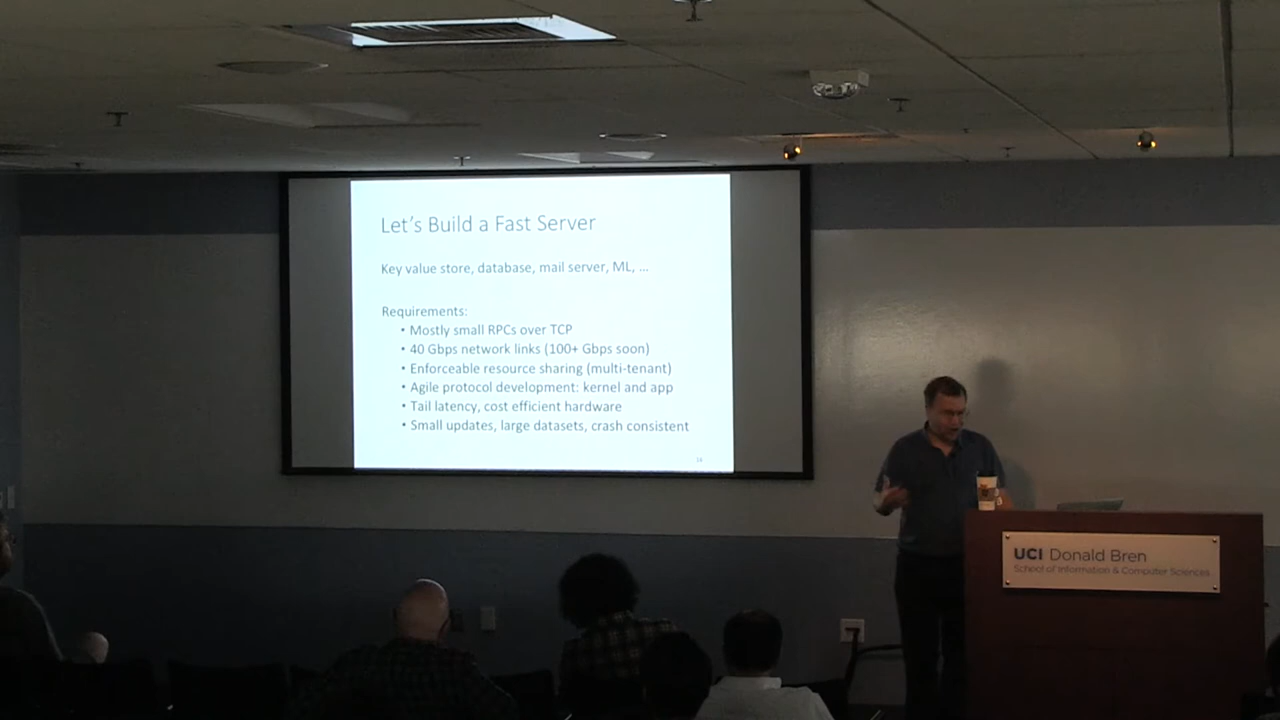 Let's Build a Fast Server
Key value store, database, mail server, ML, ...
Requirements:
• Mostly small RPCs over TCP
• 40 Gbps network links (100+ Gbps soon)
• Enforceable resource sharing (multi-tenant)
• Agile protocol development: kernel and app
• Tail latency, cost efficient hardware
• Small updates, large datasets, crash consistent
UCI Donald Bren
School of Information & Computer Sciences